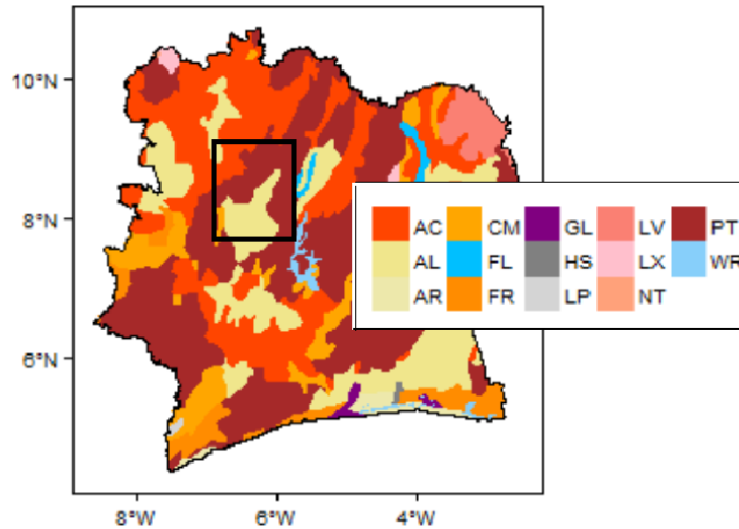 10°N
8°N
6°N
8°W 6°W 4°W
AC CM GL LV PT
AL FL HS LX WR
AR FR LP NT